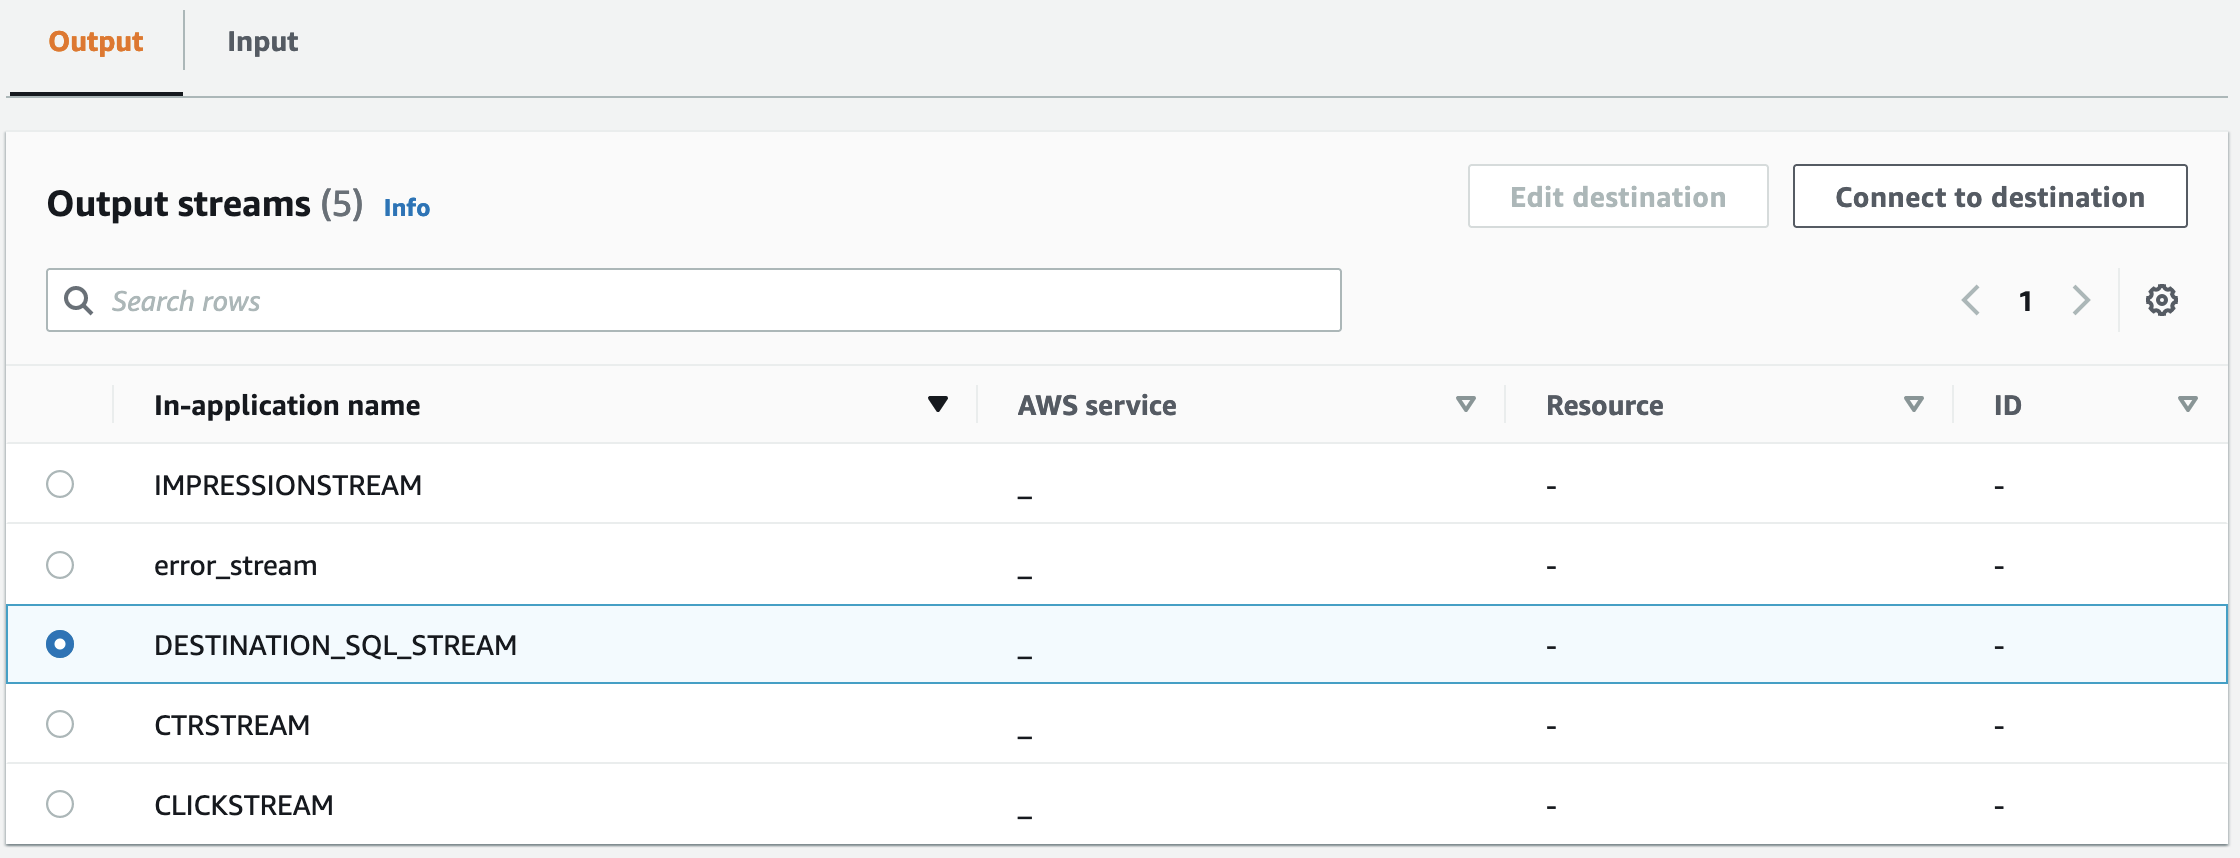 Output Input
Output streams (5) Info Edit destination Connect to destination
Search rows 1
In-application name AWS service Resource ID
IMPRESSIONSTREAM _ - -
error_stream _ - -
DESTINATION_SQL_STREAM _ - -
CTRSTREAM _ - -
CLICKSTREAM _ - -